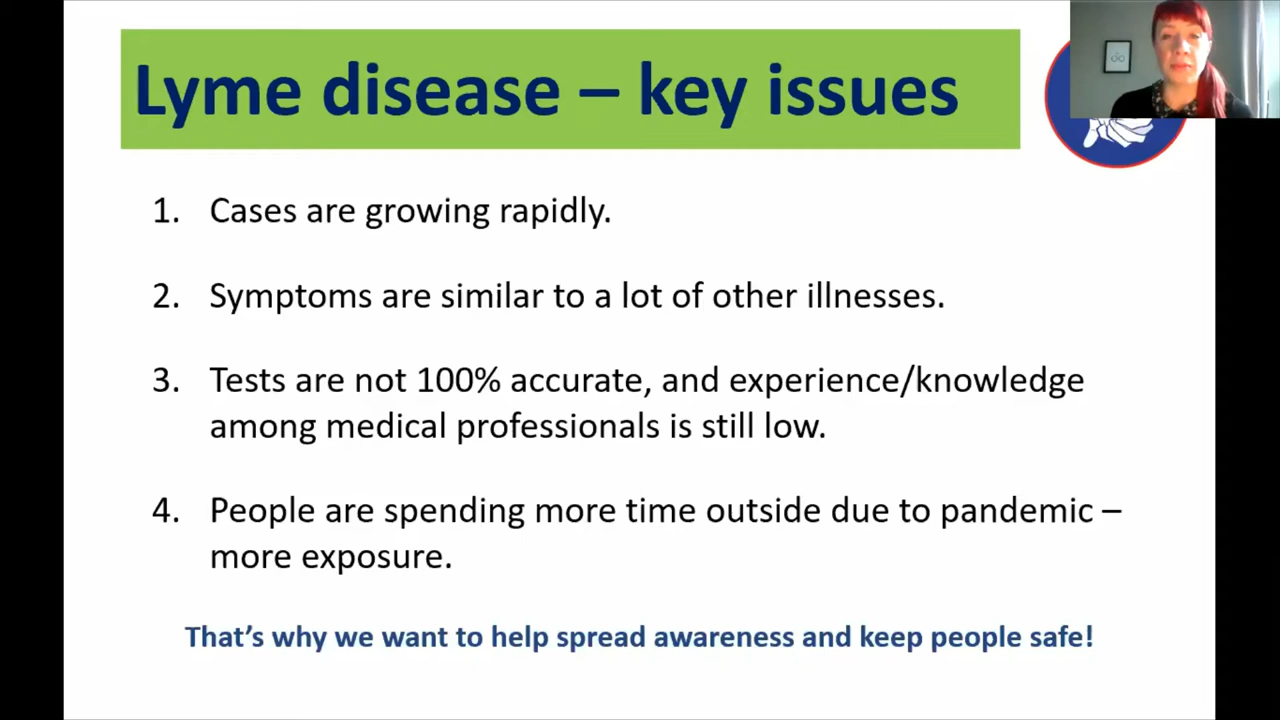 Lyme disease – key issues
1. Cases are growing rapidly.
2. Symptoms are similar to a lot of other illnesses.
3. Tests are not 100% accurate, and experience/knowledge
among medical professionals is still low.
4. People are spending more time outside due to pandemic –
more exposure.
That's why we want to help spread awareness and keep people safe!